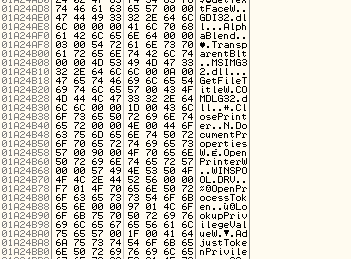 01A24AD8 74 46 61 63 65 57 00 00 tFaceW..
01A24AE0 47 44 49 33 32 2E 64 6C GDI32.dl
01A24AE8 6C 00 00 00 41 6C 70 68 l...Alph
01A24AF0 61 42 6C 65 6E 64 00 00 aBlend..
01A24AF8 03 00 54 72 61 6E 73 70 ♥.Transp
01A24B00 61 72 65 6E 74 42 6C 74 arentBlt
01A24B08 00 00 4D 53 49 4D 47 33 ..MSIMG3
01A24B10 32 2E 64 6C 6C 00 00 00 2.dll...
01A24B18 47 65 74 46 69 6C 65 54 GetFileT
01A24B20 69 74 6C 65 57 00 43 4F itleW.CO
01A24B28 4D 44 4C 47 33 32 2E 64 MDLG32.d
01A24B30 6C 6C 00 00 1D 00 43 6C ll..↔.Cl
01A24B38 6F 73 65 50 72 69 6E 74 osePrint
01A24B40 65 72 00 00 4E 00 44 6F er..N.Do
01A24B48 63 75 6D 65 6E 74 50 72 cumentPr
01A24B50 6F 70 65 72 74 69 65 73 operties
01A24B58 57 00 90 00 4F 70 65 6E W.É.Open
01A24B60 50 72 69 6E 74 65 72 57 PrinterW
01A24B68 00 00 57 49 4E 53 50 4F ..WINSPO
01A24B70 4F 4C 2E 44 52 56 00 00 OL.DRV..
01A24B78 F7 01 4F 70 65 6E 50 72 ≈☺OpenPr
01A24B80 6F 63 65 73 73 54 6F 6B ocessTok
01A24B88 65 6E 00 00 97 01 4C 6F en..ù☺Lo
01A24B90 6F 6B 75 70 50 72 69 76 okupPriv
01A24B98 69 6C 65 67 65 56 61 6C ilegeVal
01A24BA0 75 65 57 00 1F 00 41 64 ueW.▼.Ad
01A24BA8 6A 75 73 74 54 6F 6B 65 justToke
01A24BB0 6E 50 72 69 76 69 6C 65 nPrivile